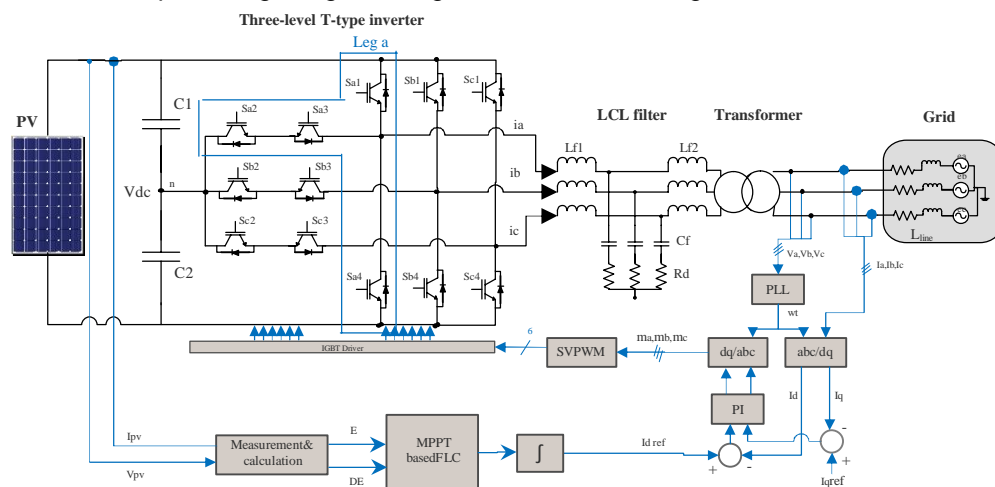 Three-level T-type inverter
Leg a
Sa1
Sb1
Sc1
C1
Sa2
Sa3
PV
LCL filter
Transformer
Grid
ia
Lf1
Lf2
ea
Vdc
n
Sb2
Sb3
ib
eb
Sc2
Sc3
ic
C2
Cf
L line
Sa4
Sb4
Sc4
Rd
Va,Vb,Vc
Ia,Ib,Ic
PLL
wt
6
ma,mb,mc
IGBT Driver
SVPWM
dq/abc
abc/dq
Id
Iq
PI
Ipv
E
Measurement&
calculation
MPPT
basedFLC
∫
Id ref
-
+
-
+
Vpv
DE
Iqref